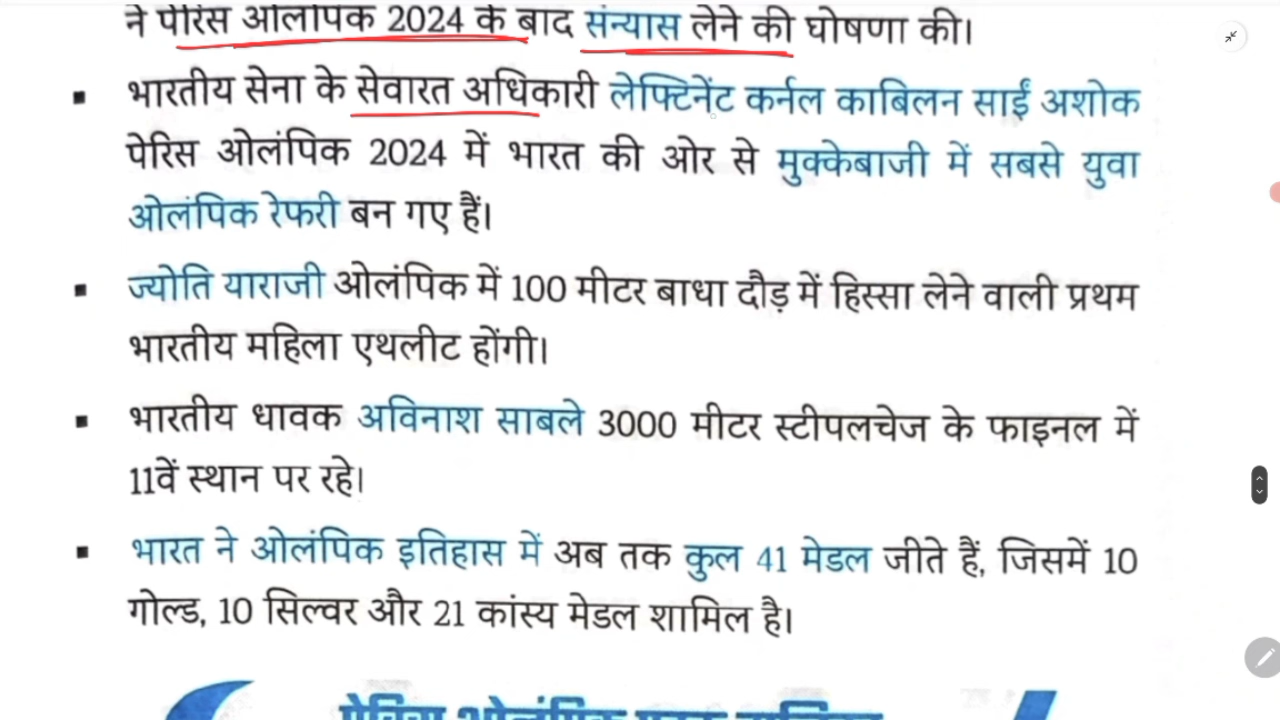 ने पेरिस ओलंपिक 2024 के बाद संन्यास लेने की घोषणा की।
▪ भारतीय सेना के सेवारत अधिकारी लेफ्टिनेंट कर्नल काबिलन साईं अशोक
पेरिस ओलंपिक 2024 में भारत की ओर से मुक्केबाजी में सबसे युवा
ओलंपिक रेफरी बन गए हैं।
▪ ज्योति याराजी ओलंपिक में 100 मीटर बाधा दौड़ में हिस्सा लेने वाली प्रथम
भारतीय महिला एथलीट होंगी।
▪ भारतीय धावक अविनाश साबले 3000 मीटर स्टीपलचेज के फाइनल में
11वें स्थान पर रहे।
▪ भारत ने ओलंपिक इतिहास में अब तक कुल 41 मेडल जीते हैं, जिसमें 10
गोल्ड, 10 सिल्वर और 21 कांस्य मेडल शामिल है।
पेरिस ओलंपिक पदक तालिका